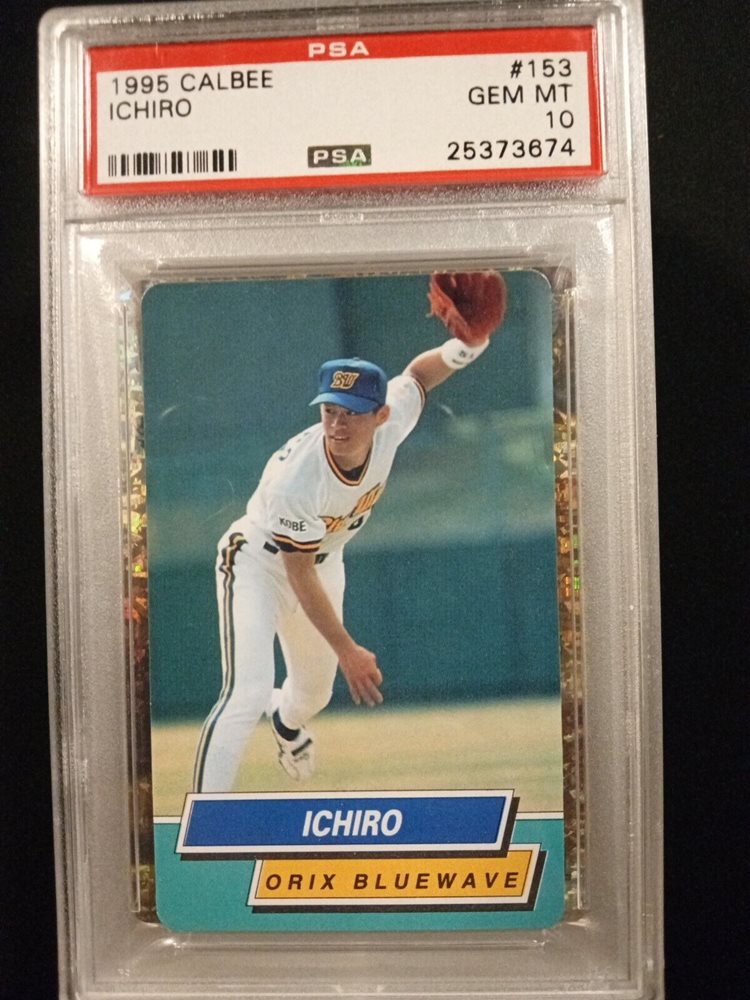 PSA
1995 CALBEE #153
ICHIRO GEM MT
10
PSA 25373674
BW
KOBE
ICHIRO
ORIX BLUEWAVE